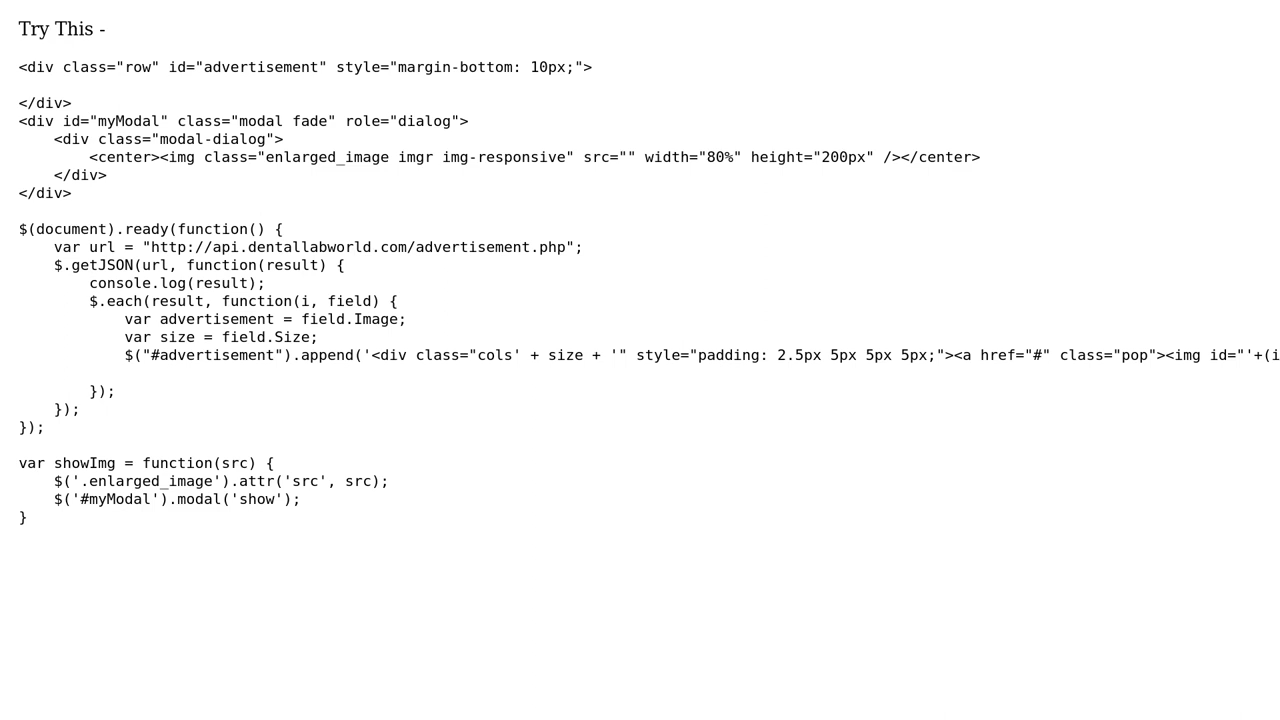 Try This -
<div class="row" id="advertisement" style="margin-bottom: 10px;">
</div>
<div id="myModal" class="modal fade" role="dialog">
    <div class="modal-dialog">
        <center><img class="enlarged_image imgr img-responsive" src="" width="80%" height="200px" /></center>
    </div>
</div>
$(document).ready(function() {
    var url = "http://api.dentallabworld.com/advertisement.php";
    $.getJSON(url, function(result) {
        console.log(result);
        $.each(result, function(i, field) {
            var advertisement = field.Image;
            var size = field.Size;
            $("#advertisement").append('<div class="cols' + size + '" style="padding: 2.5px 5px 5px 5px;"><a href="#" class="pop"><img id="'+(i
        });
    });
});
var showImg = function(src) {
    $('.enlarged_image').attr('src', src);
    $('#myModal').modal('show');
}